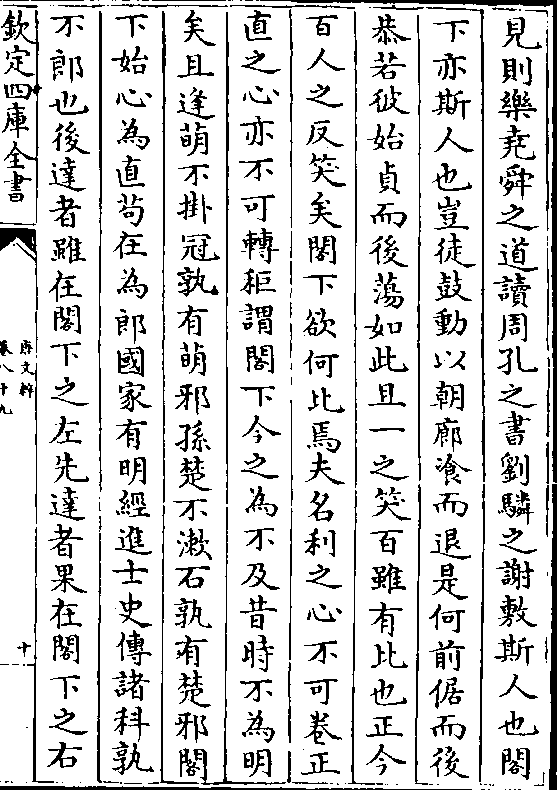 見則樂堯舜之道讀周孔之書劉驎之謝敷斯人也閣
下亦斯人也豈徒鼓動以朝廊飡而退是何前倨而後
恭若彼始貞而後蕩如此且一之笑百雖有比也正今
百人之反笑矣閣下欲何比焉夫名利之心不可卷正
直之心亦不可轉秬謂閣下今之為不及昔時不為明
矣且逢萌不掛冠孰有萌邪孫楚不漱石孰有楚邪閣
下始心為直苟在為郎國家有明經進士史傳諸科孰
不郎也後達者雖在閣下之左先達者果在閣下之右
欽定四庫全書
唐文粹
卷八十九
十